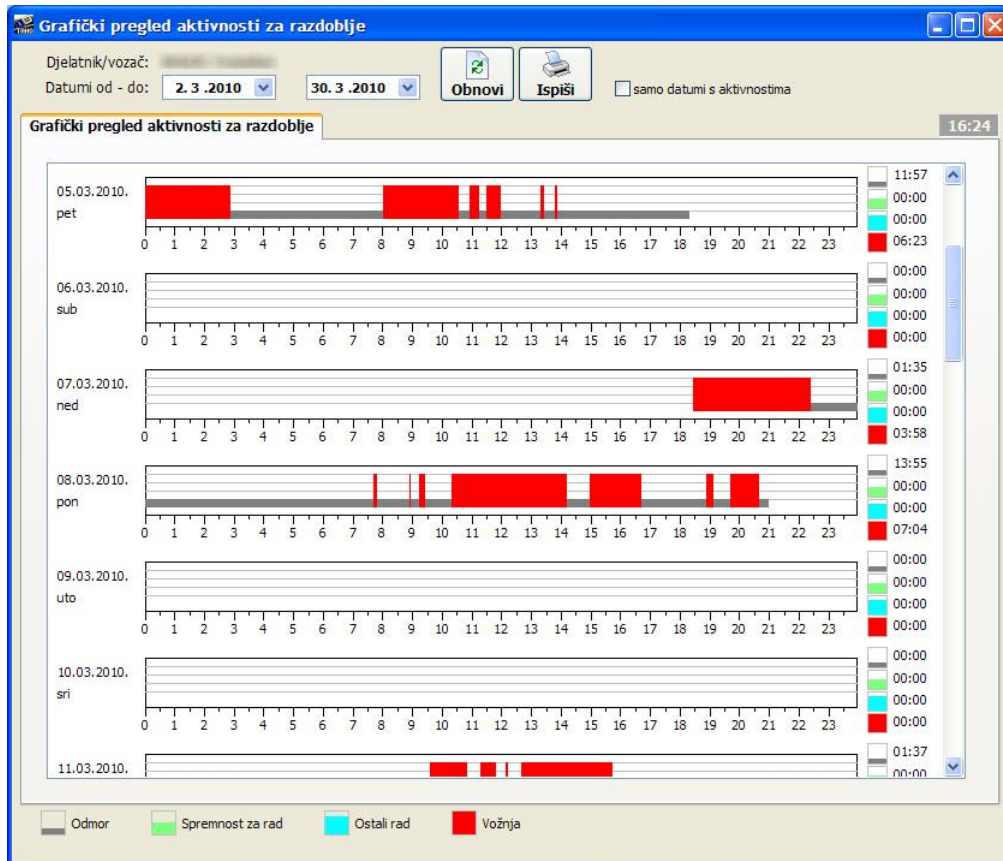 Grafički pregled aktivnosti za razdoblje
Djelatnik/vozač:
Datumi od - do: 2. 3 .2010 30. 3 .2010 Obnovi Ispiši samo datumi s aktivnostima
Grafički pregled aktivnosti za razdoblje 16:24
05.03.2010.
pet
0 1 2 3 4 5 6 7 8 9 10 11 12 13 14 15 16 17 18 19 20 21 22 23
11:57
00:00
00:00
06:23
06.03.2010.
sub
0 1 2 3 4 5 6 7 8 9 10 11 12 13 14 15 16 17 18 19 20 21 22 23
00:00
00:00
00:00
00:00
07.03.2010.
ned
0 1 2 3 4 5 6 7 8 9 10 11 12 13 14 15 16 17 18 19 20 21 22 23
01:35
00:00
00:00
03:58
08.03.2010.
pon
0 1 2 3 4 5 6 7 8 9 10 11 12 13 14 15 16 17 18 19 20 21 22 23
13:55
00:00
00:00
07:04
09.03.2010.
uto
0 1 2 3 4 5 6 7 8 9 10 11 12 13 14 15 16 17 18 19 20 21 22 23
00:00
00:00
00:00
00:00
10.03.2010.
sri
0 1 2 3 4 5 6 7 8 9 10 11 12 13 14 15 16 17 18 19 20 21 22 23
00:00
00:00
00:00
00:00
11.03.2010.
01:37
00:00
Odmor Spremnost za rad Ostali rad Vožnja